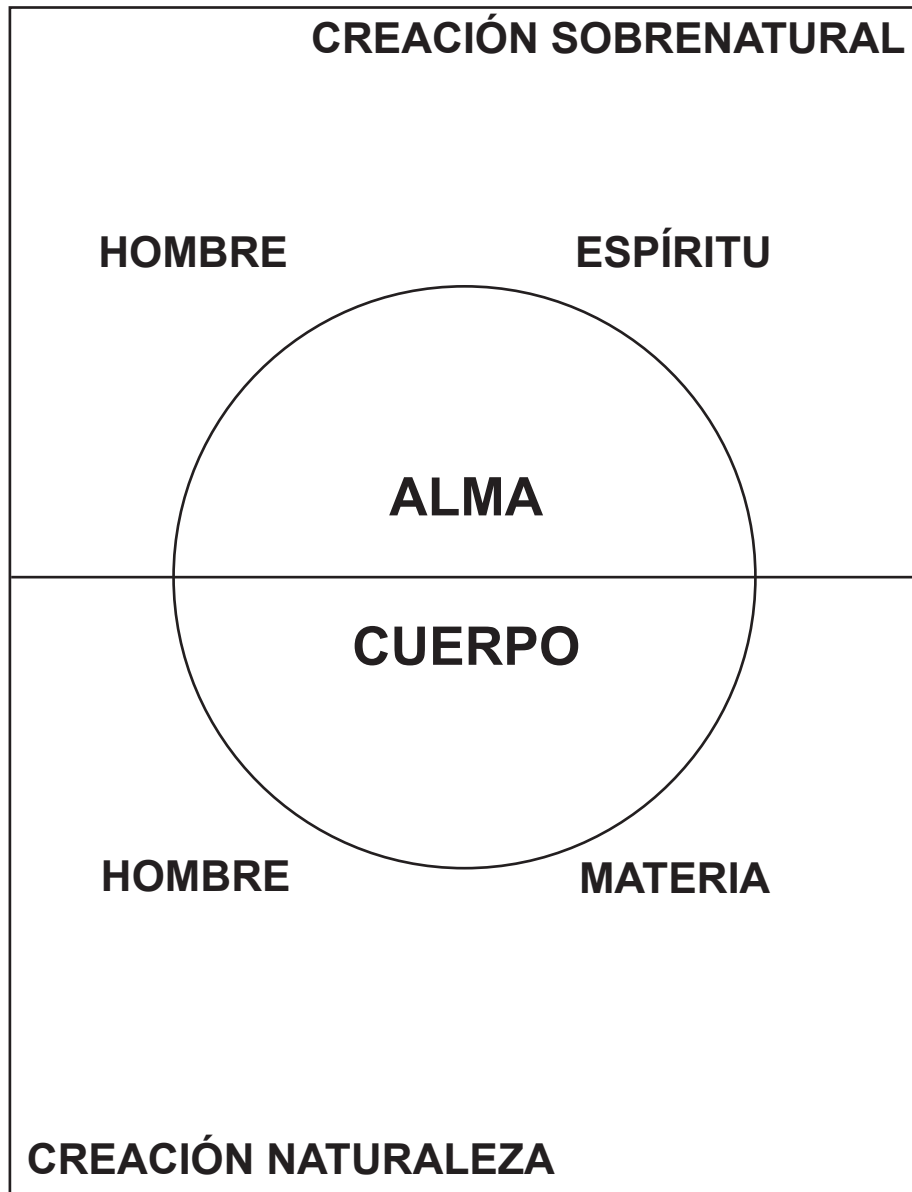 CREACIÓN SOBRENATURAL
HOMBRE ESPÍRITU
ALMA
CUERPO
HOMBRE MATERIA
CREACIÓN NATURALEZA